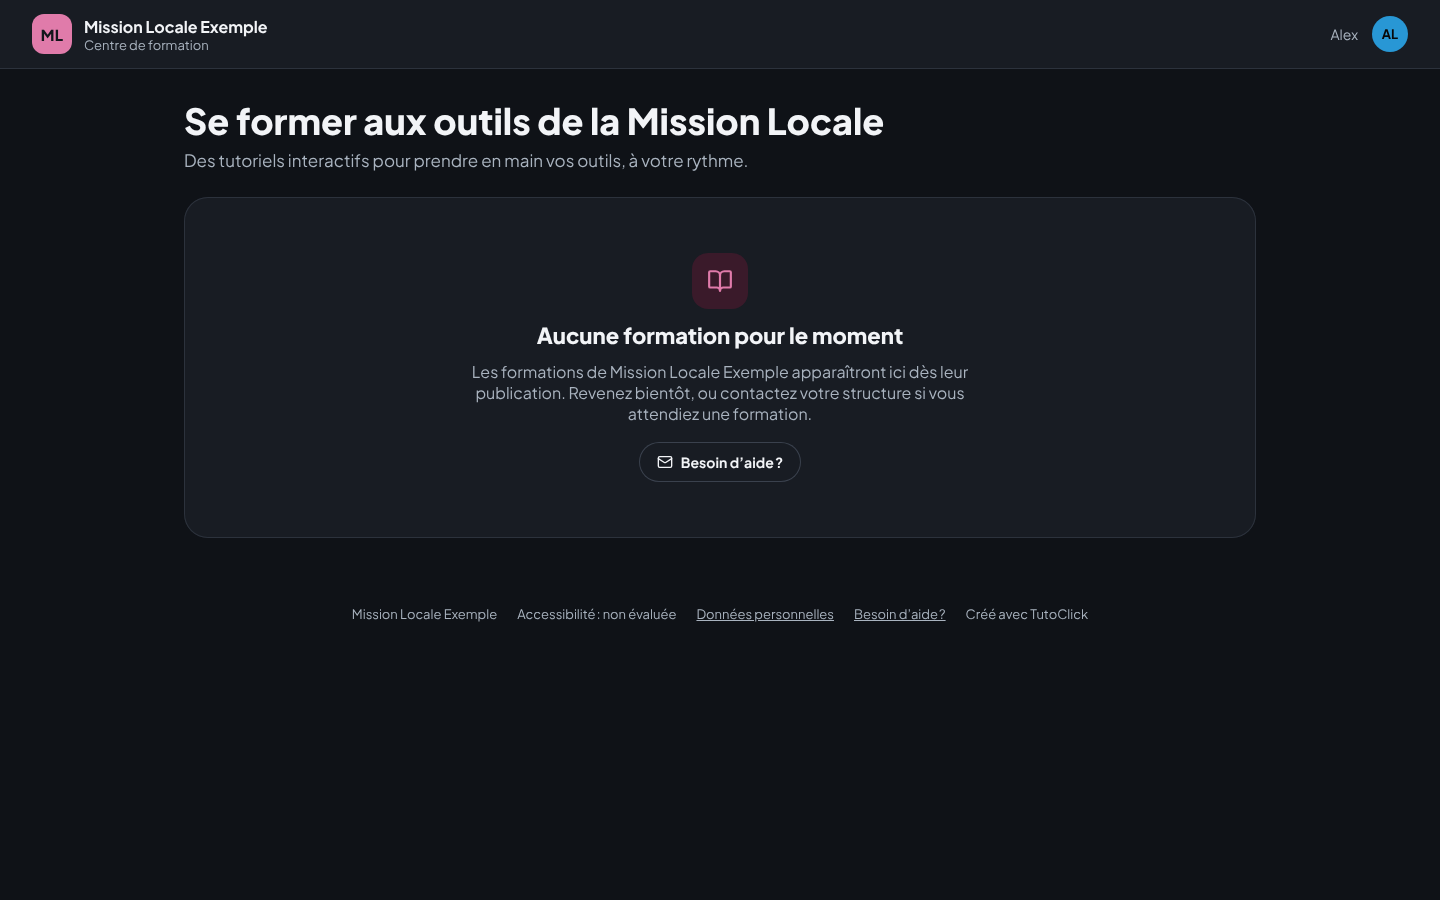 ML
Mission Locale Exemple
Centre de formation
Alex
AL
Se former aux outils de la Mission Locale
Des tutoriels interactifs pour prendre en main vos outils, à votre rythme.
Aucune formation pour le moment
Les formations de Mission Locale Exemple apparaîtront ici dès leur
publication. Revenez bientôt, ou contactez votre structure si vous
attendiez une formation.
Besoin d’aide ?
Mission Locale Exemple
Accessibilité : non évaluée
Données personnelles
Besoin d’aide ?
Créé avec TutoClick